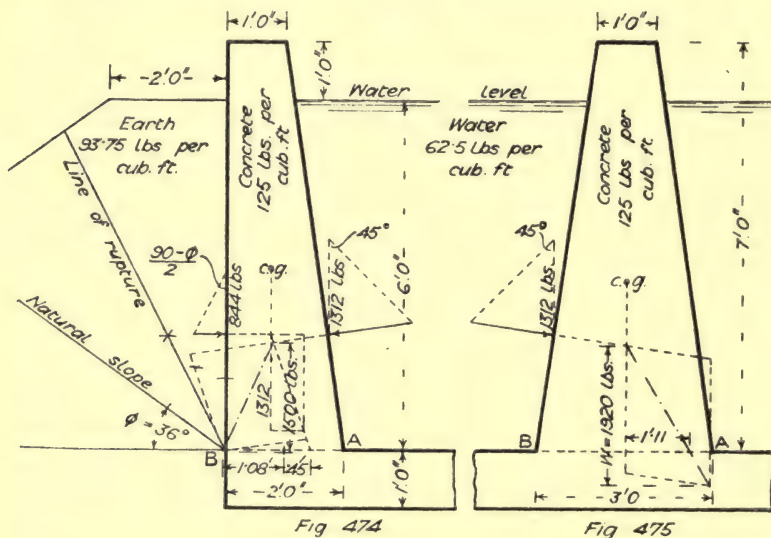 1'0"
1'0"
-2'0"-
1'0"
Water
level
Earth
93·75 lbs per
cub. ft.
Concrete
125 lbs. per
cub. ft.
Water
62·5 lbs per
cub. ft.
Concrete
125 lbs per
cub. ft.
Line of rupture
90-φ
2
844 lbs
45°
1312 lbs
6'0"
45°
1312 lbs
7'0"
c.g.
c.g.
Natural slope
φ = 36°
1312
1500 lbs.
W=1920 lbs.
1'11
B
A
B
A
1'08'
·45'
-2'0"-
1'0"
3'0
Fig 474
Fig 475